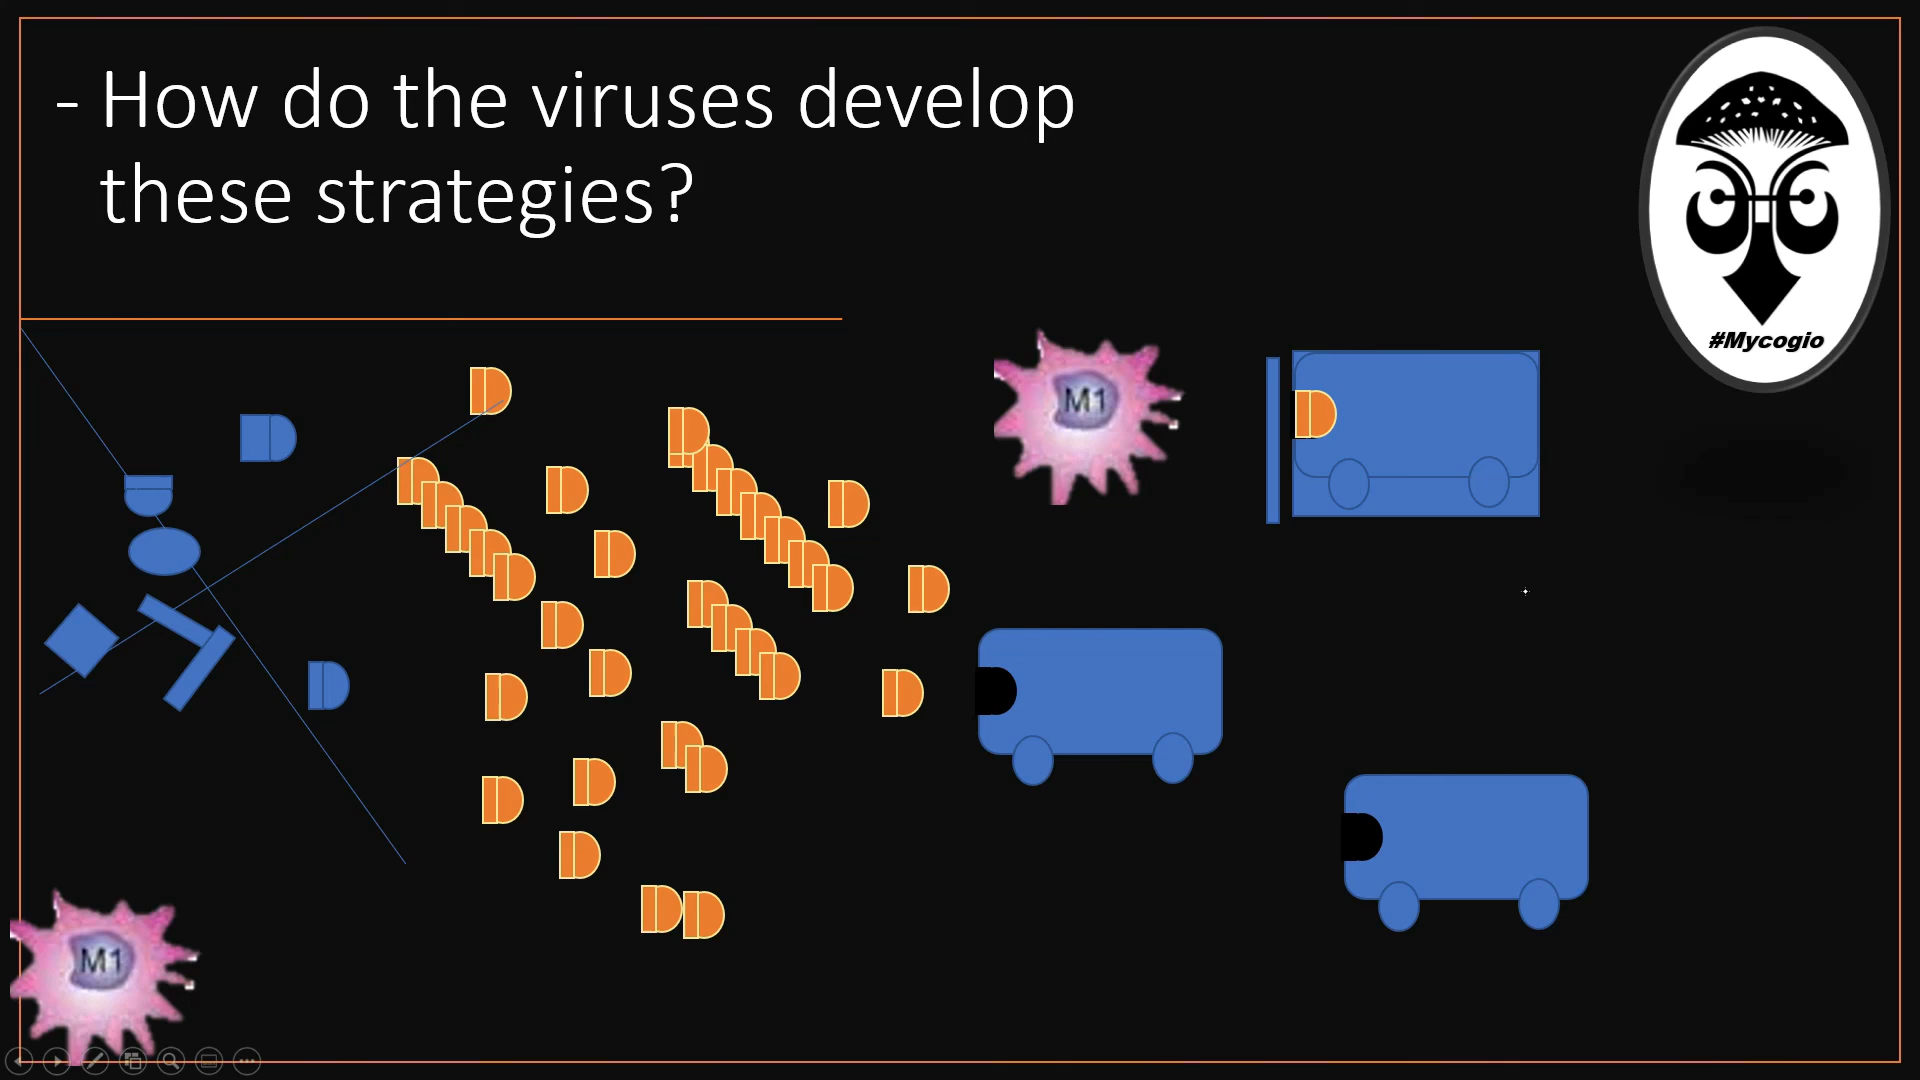 - How do the viruses develop
these strategies?
#Mycogio
M1
M1